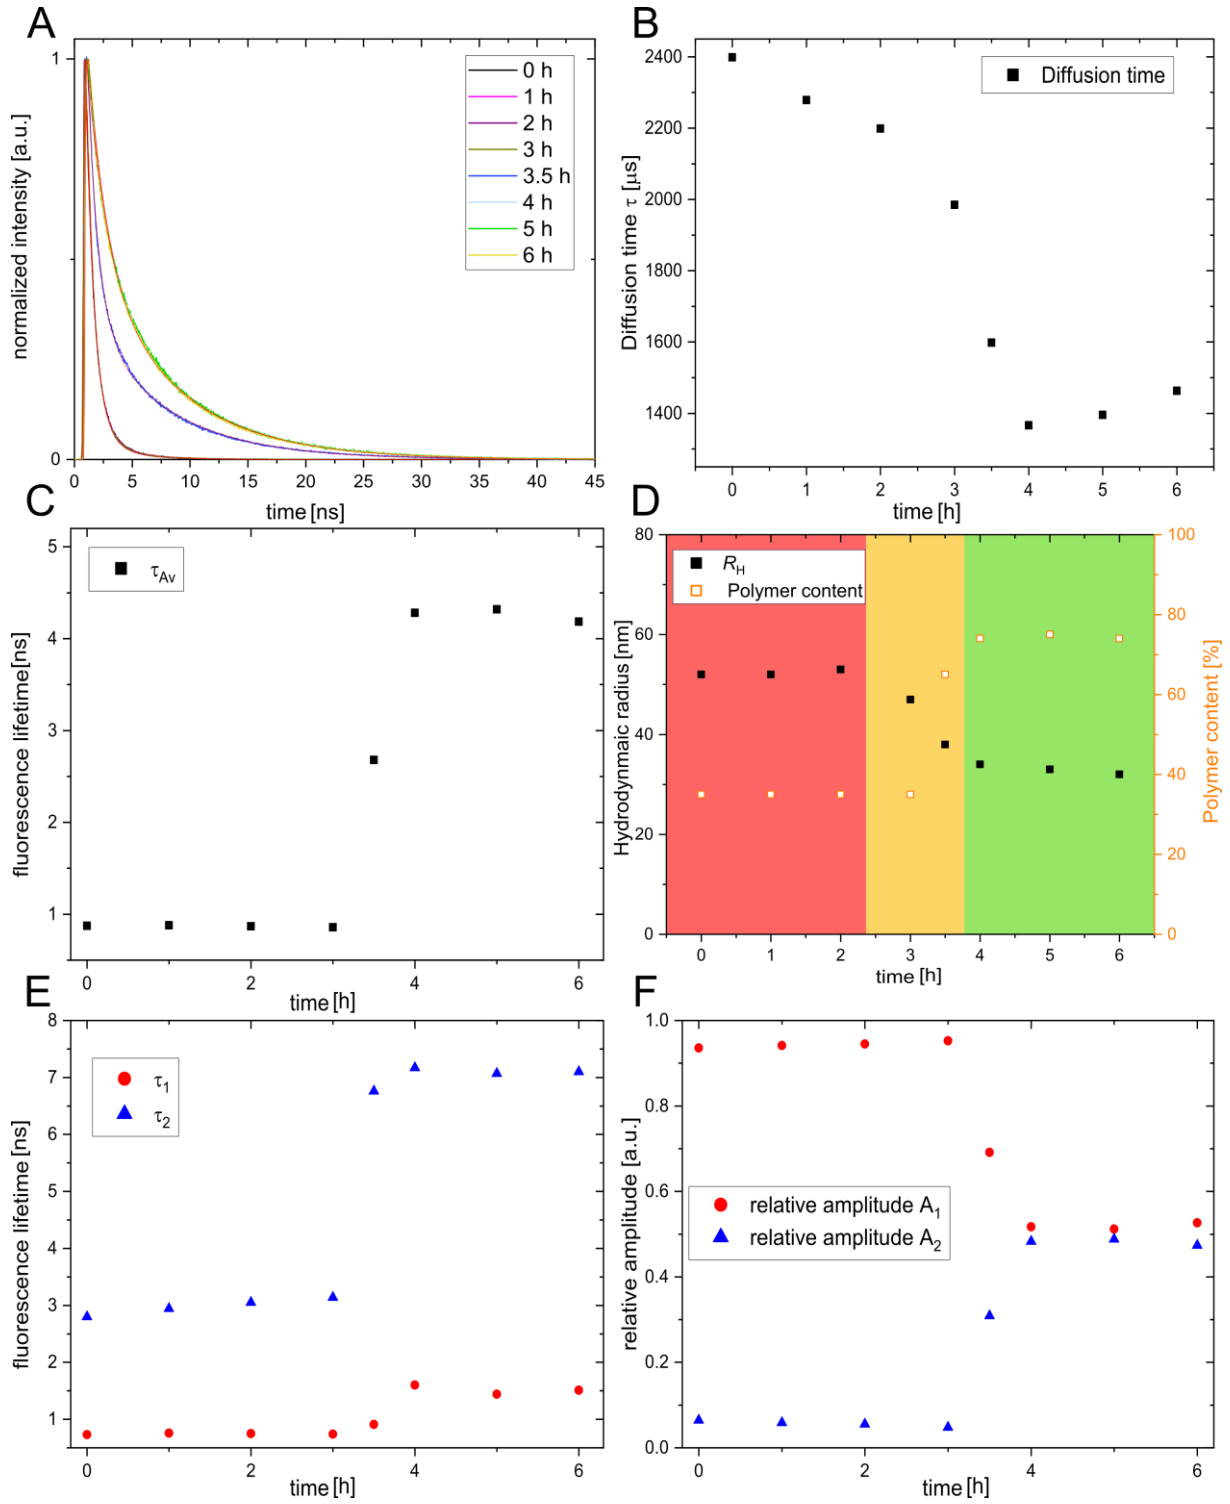 A
normalized intensity [a.u.]
1
0
0 h
1 h
2 h
3 h
3.5 h
4 h
5 h
6 h
0 5 10 15 20 25 30 35 40 45
time [ns]
B
Diffusion time τ [μs]
2400
2200
2000
1800
1600
1400
Diffusion time
0 1 2 3 4 5 6
time [h]
C
fluorescence lifetime[ns]
5
4
3
2
1
τAv
0 2 4 6
time [h]
D
Hydrodynmaic radius [nm]
80
60
40
20
0
RH
Polymer content
100
80
60
40
20
0
Polymer content [%]
0 1 2 3 4 5 6
time [h]
E
fluorescence lifetime [ns]
8
7
6
5
4
3
2
1
τ1
τ2
0 2 4 6
time [h]
F
relative amplitude [a.u.]
1.0
0.8
0.6
0.4
0.2
0.0
relative amplitude A1
relative amplitude A2
0 2 4 6
time [h]